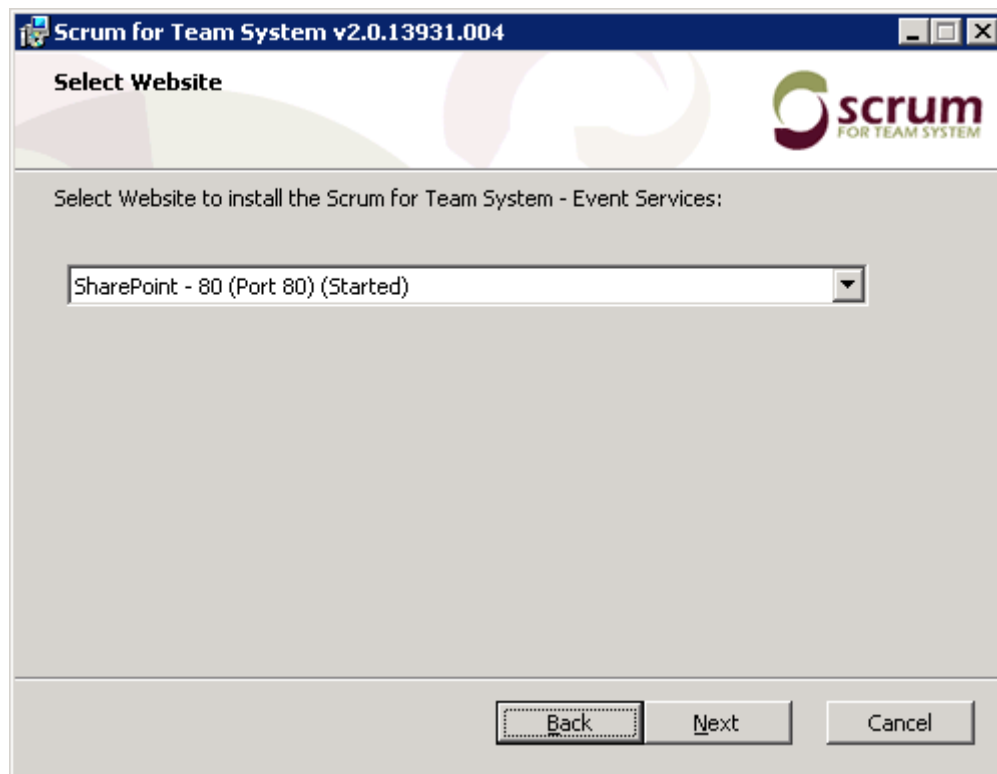 Scrum for Team System v2.0.13931.004
Select Website
scrum
FOR TEAM SYSTEM
Select Website to install the Scrum for Team System - Event Services:
SharePoint - 80 (Port 80) (Started)
Back Next Cancel